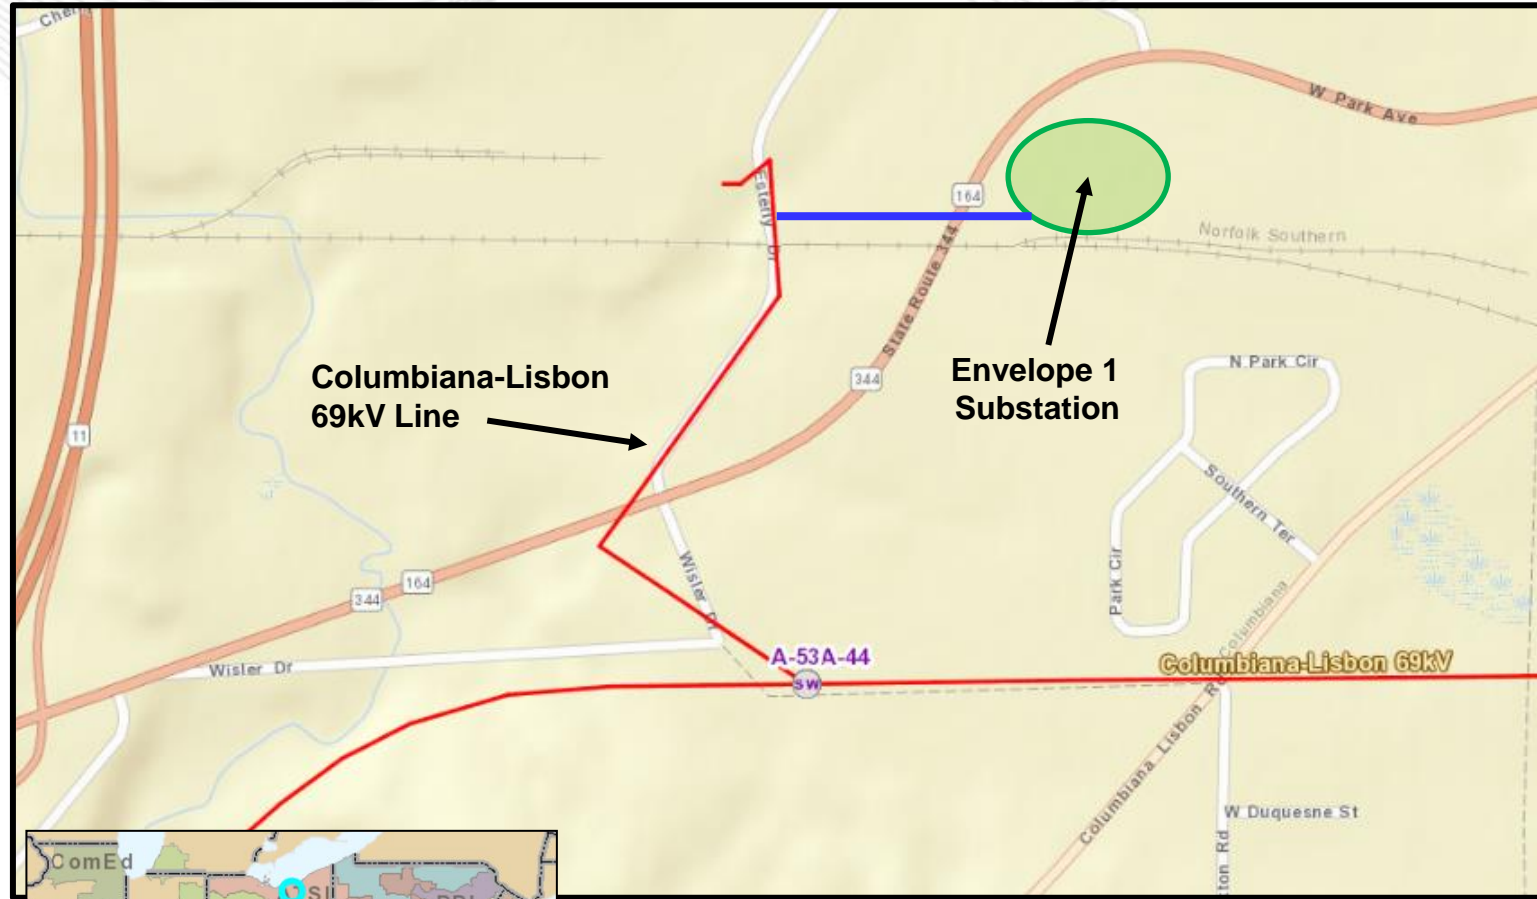 Cherry
W Park Ave
164
Esterly Dr
Norfolk Southern
State Route 344
Columbiana-Lisbon
69kV Line
Envelope 1
Substation
344
N Park Cir
11
Southern Ter
Wisler Dr
Park Cir
164
344
Columbiana
A-53A-44
Wisler Dr
SW
Columbiana-Lisbon 69kV
Columbiana Lisbon Rd
W Duquesne St
ton Rd
ComEd